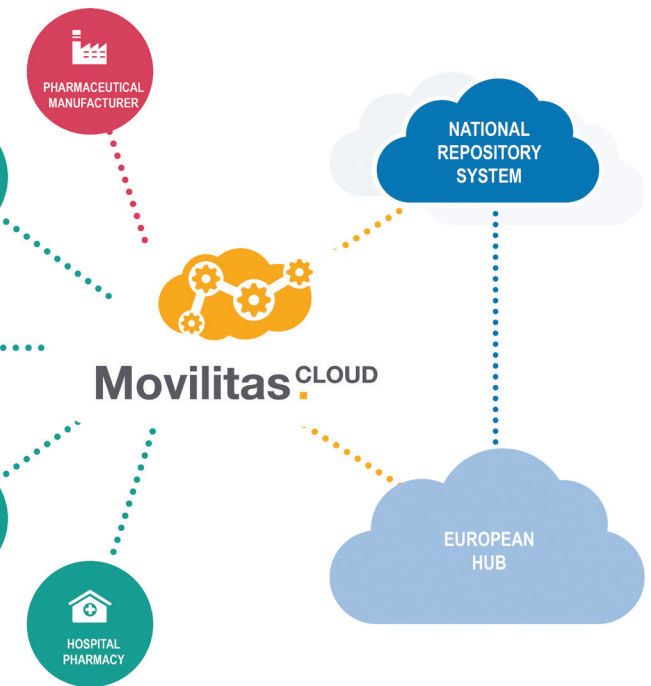 PHARMACEUTICAL
MANUFACTURER
NATIONAL
REPOSITORY
SYSTEM
Movilitas.CLOUD
EUROPEAN
HUB
HOSPITAL
PHARMACY